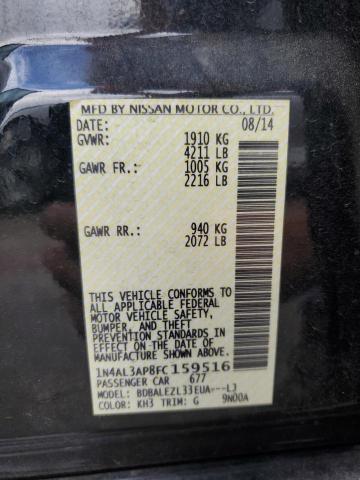 MFD BY NISSAN MOTOR CO., LTD.
DATE: 08/14
GVWR: 1910 KG
4211 LB
GAWR FR: 1005 KG
2216 LB
GAWR RR: 940 KG
2072 LB
THIS VEHICLE CONFORMS TO
ALL APPLICABLE FEDERAL
MOTOR VEHICLE SAFETY,
BUMPER, AND THEFT
PREVENTION STANDARDS IN
EFFECT ON THE DATE OF
MANUFACTURE SHOWN ABOVE.
1N4AL3AP8FC159516
PASSENGER CAR 677
MODEL: BDBALEZL33EUA---LJ
COLOR: KH3 TRIM: G 9N00A